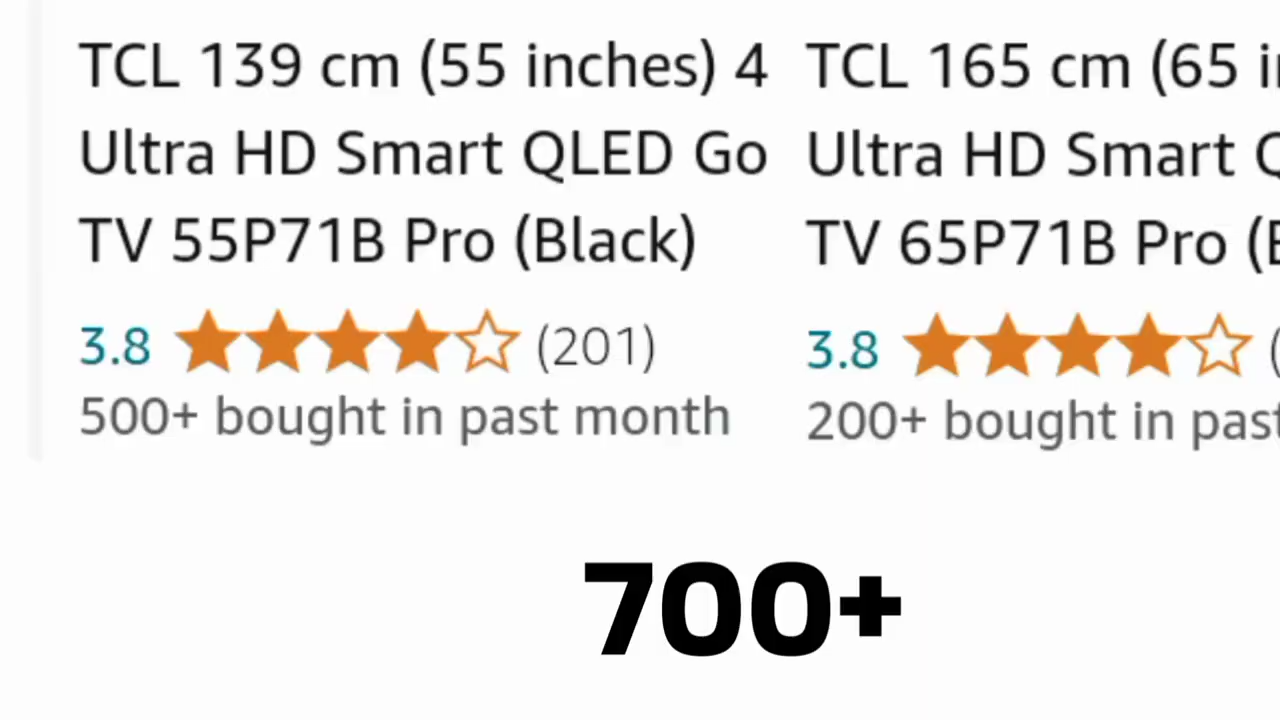 TCL 139 cm (55 inches) 4
Ultra HD Smart QLED Go
TV 55P71B Pro (Black)
3.8 (201)
500+ bought in past month
TCL 165 cm (65
Ultra HD Smart
TV 65P71B Pro
3.8
200+ bought in past
700+